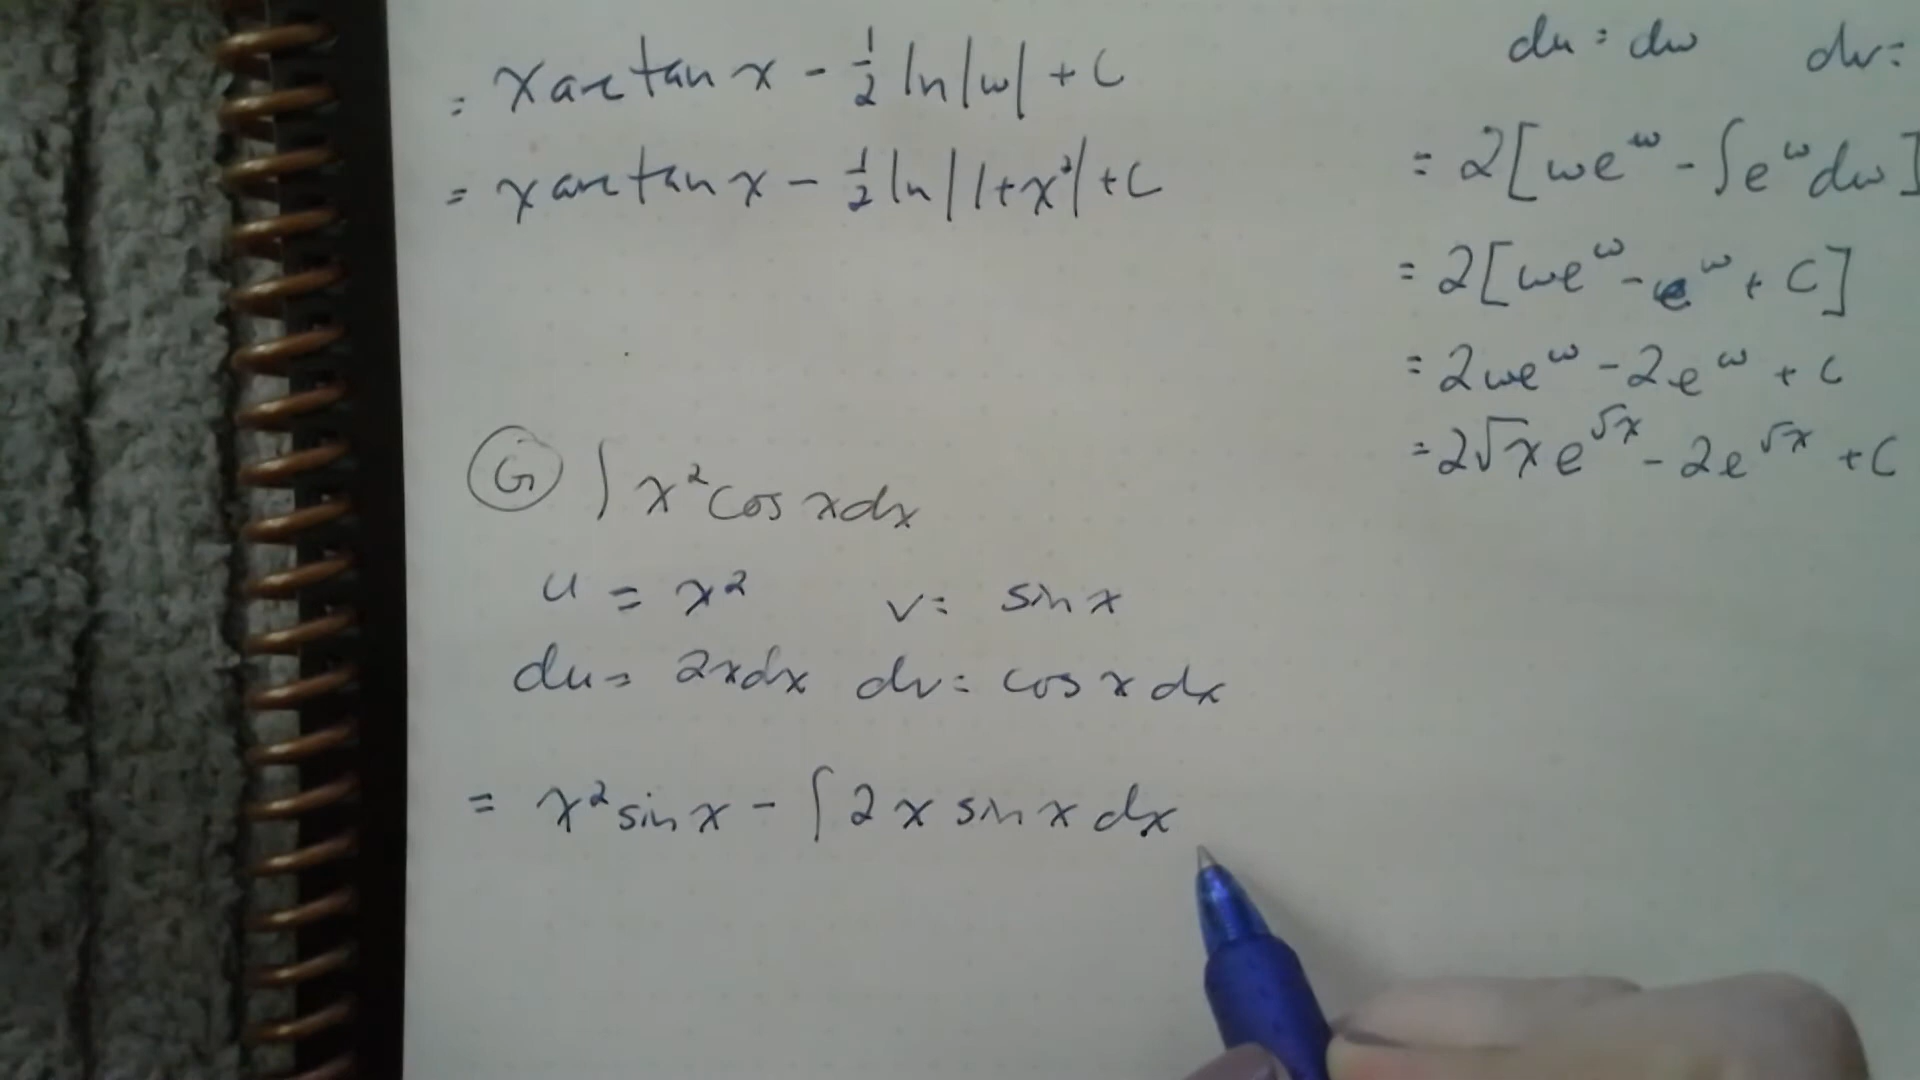 = x arctan x - 1/2 ln|w| + C
= x arctan x - 1/2 ln|1+x²| + C
G ∫ x² cos x dx
u = x² v = sin x
du = 2x dx dv = cos x dx
= x² sin x - ∫ 2x sin x dx
du = dw dv =
= 2[we^w - ∫e^w dw]
= 2[we^w - e^w + C]
= 2we^w - 2e^w + C
= 2√x e^√x - 2e^√x + C